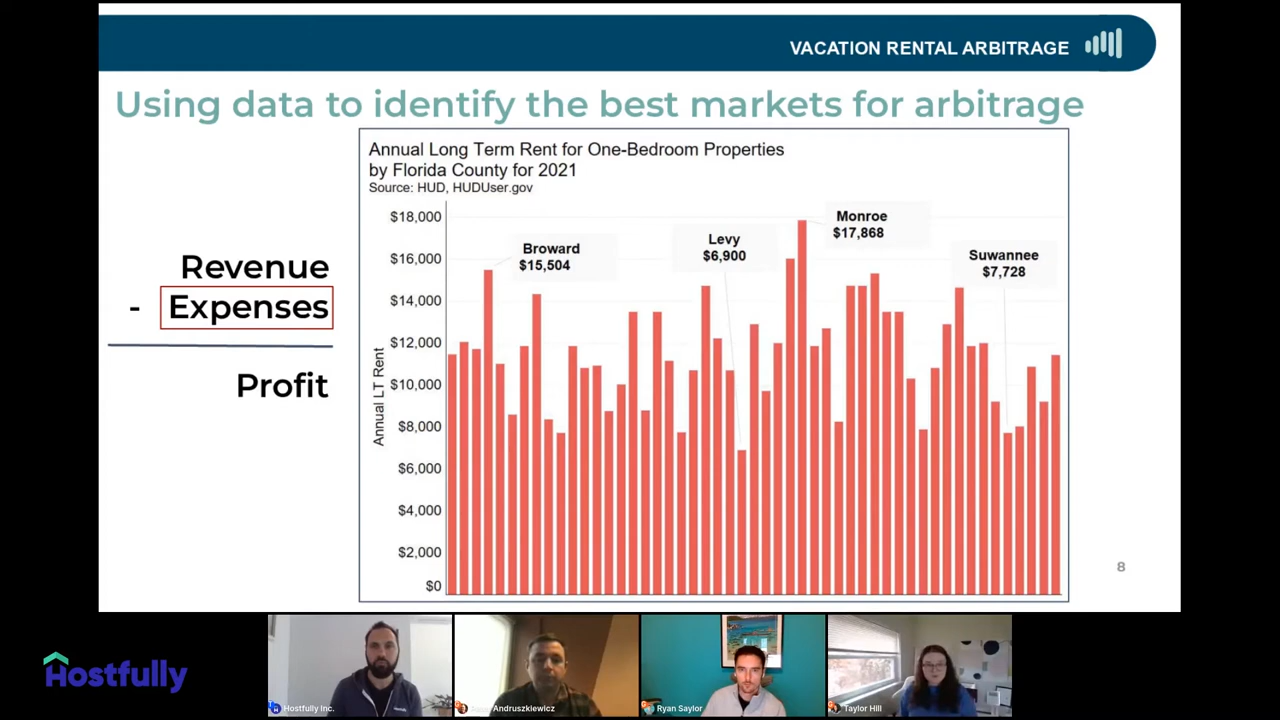 VACATION RENTAL ARBITRAGE
Using data to identify the best markets for arbitrage
Revenue
- Expenses
Profit
Annual Long Term Rent for One-Bedroom Properties
by Florida County for 2021
Source: HUD, HUDUser.gov
Annual LT Rent
$18,000
$16,000
$14,000
$12,000
$10,000
$8,000
$6,000
$4,000
$2,000
$0
Broward
$15,504
Levy
$6,900
Monroe
$17,868
Suwannee
$7,728
8
Hostfully
Hostfully Inc.
Andruszkiewicz
Ryan Saylor
Taylor Hill